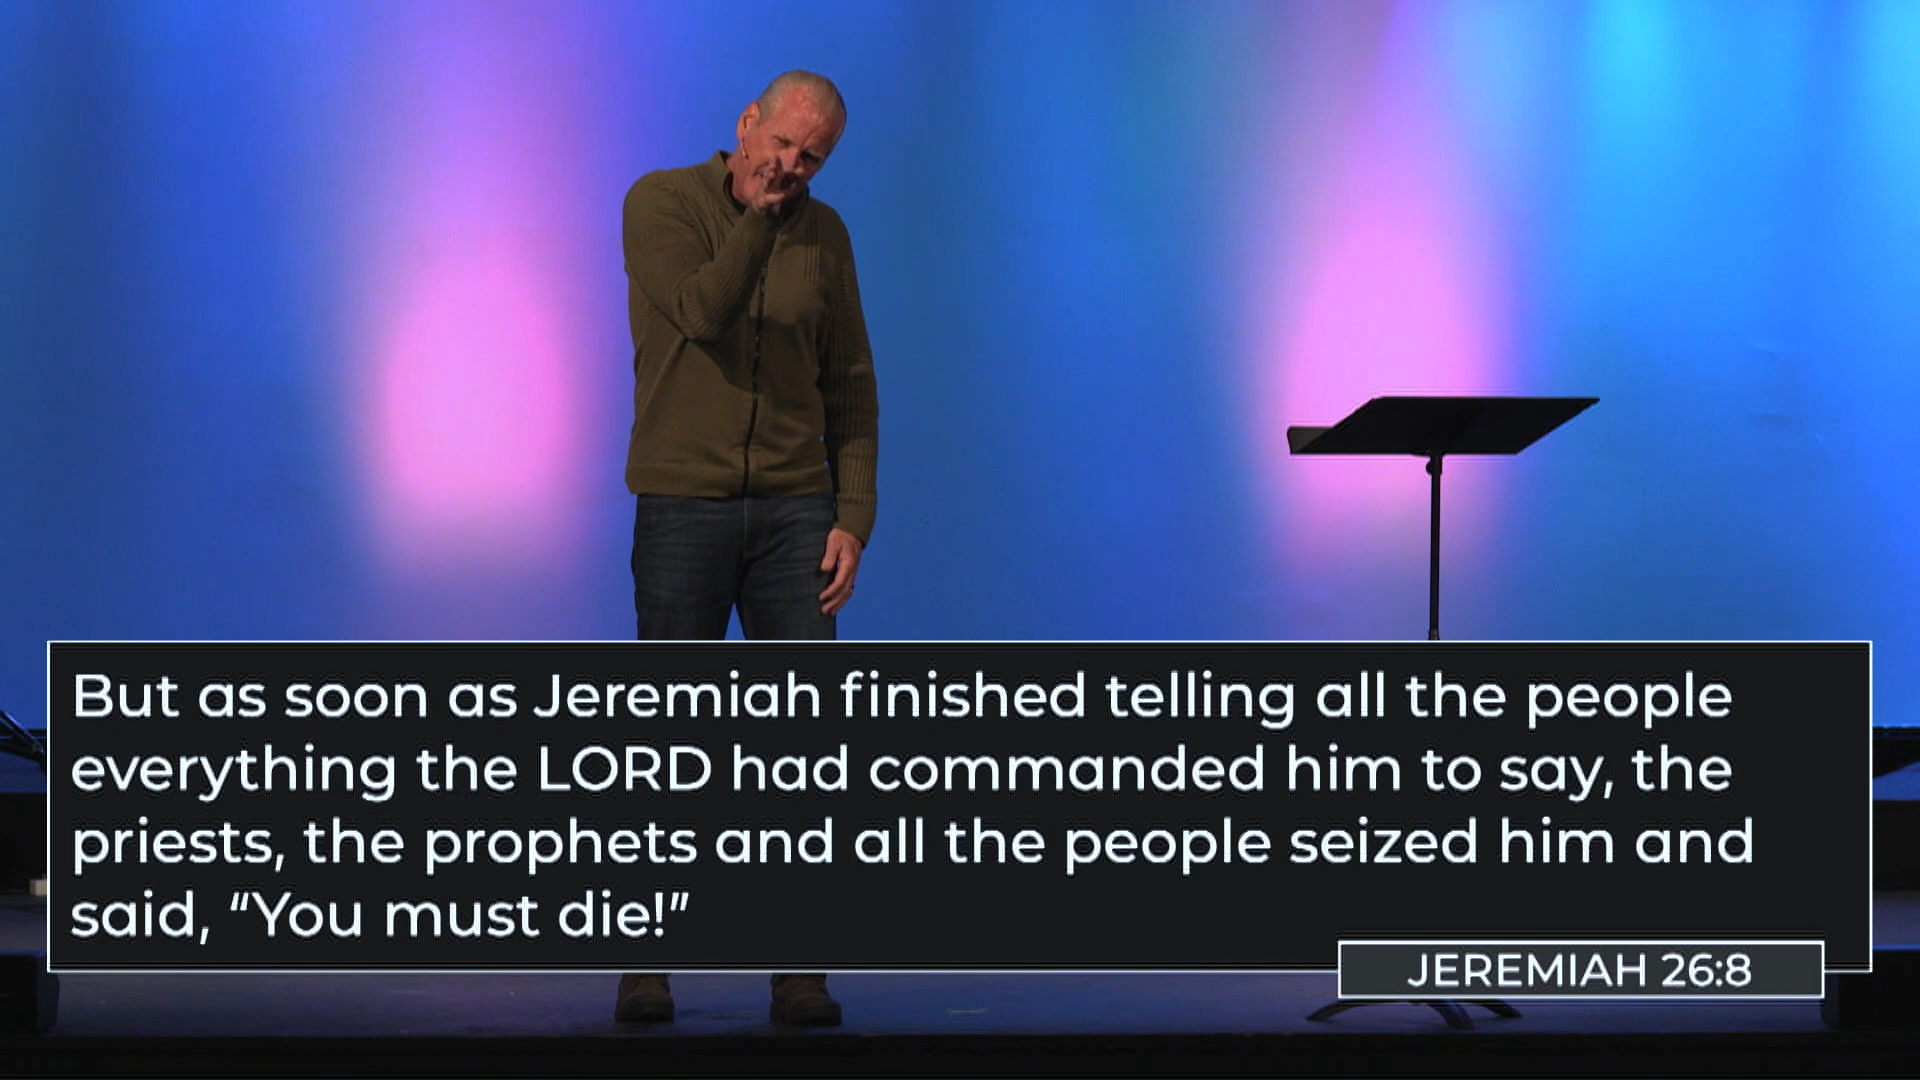 But as soon as Jeremiah finished telling all the people
everything the LORD had commanded him to say, the
priests, the prophets and all the people seized him and
said, “You must die!”
JEREMIAH 26:8